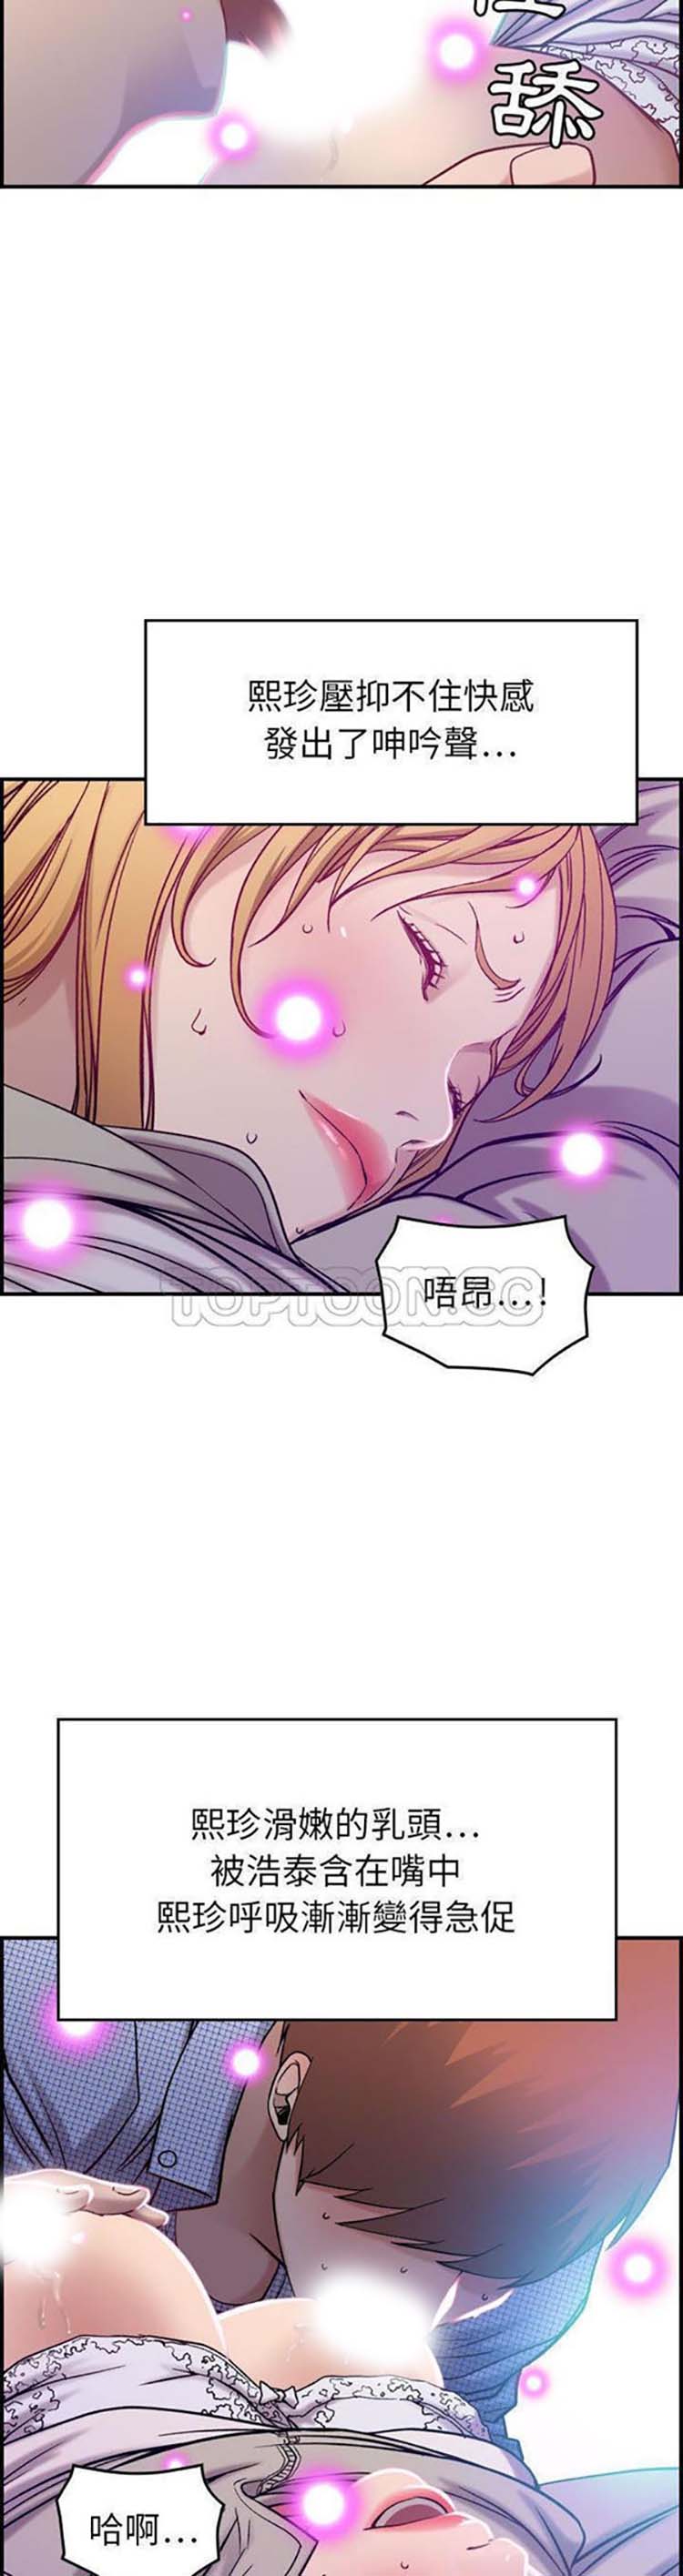 舔
熙珍壓抑不住快感
發出了呻吟聲...
唔昂...!
TOPTOON.CC
熙珍滑嫩的乳頭...
被浩泰含在嘴中
熙珍呼吸漸漸變得急促
哈啊...